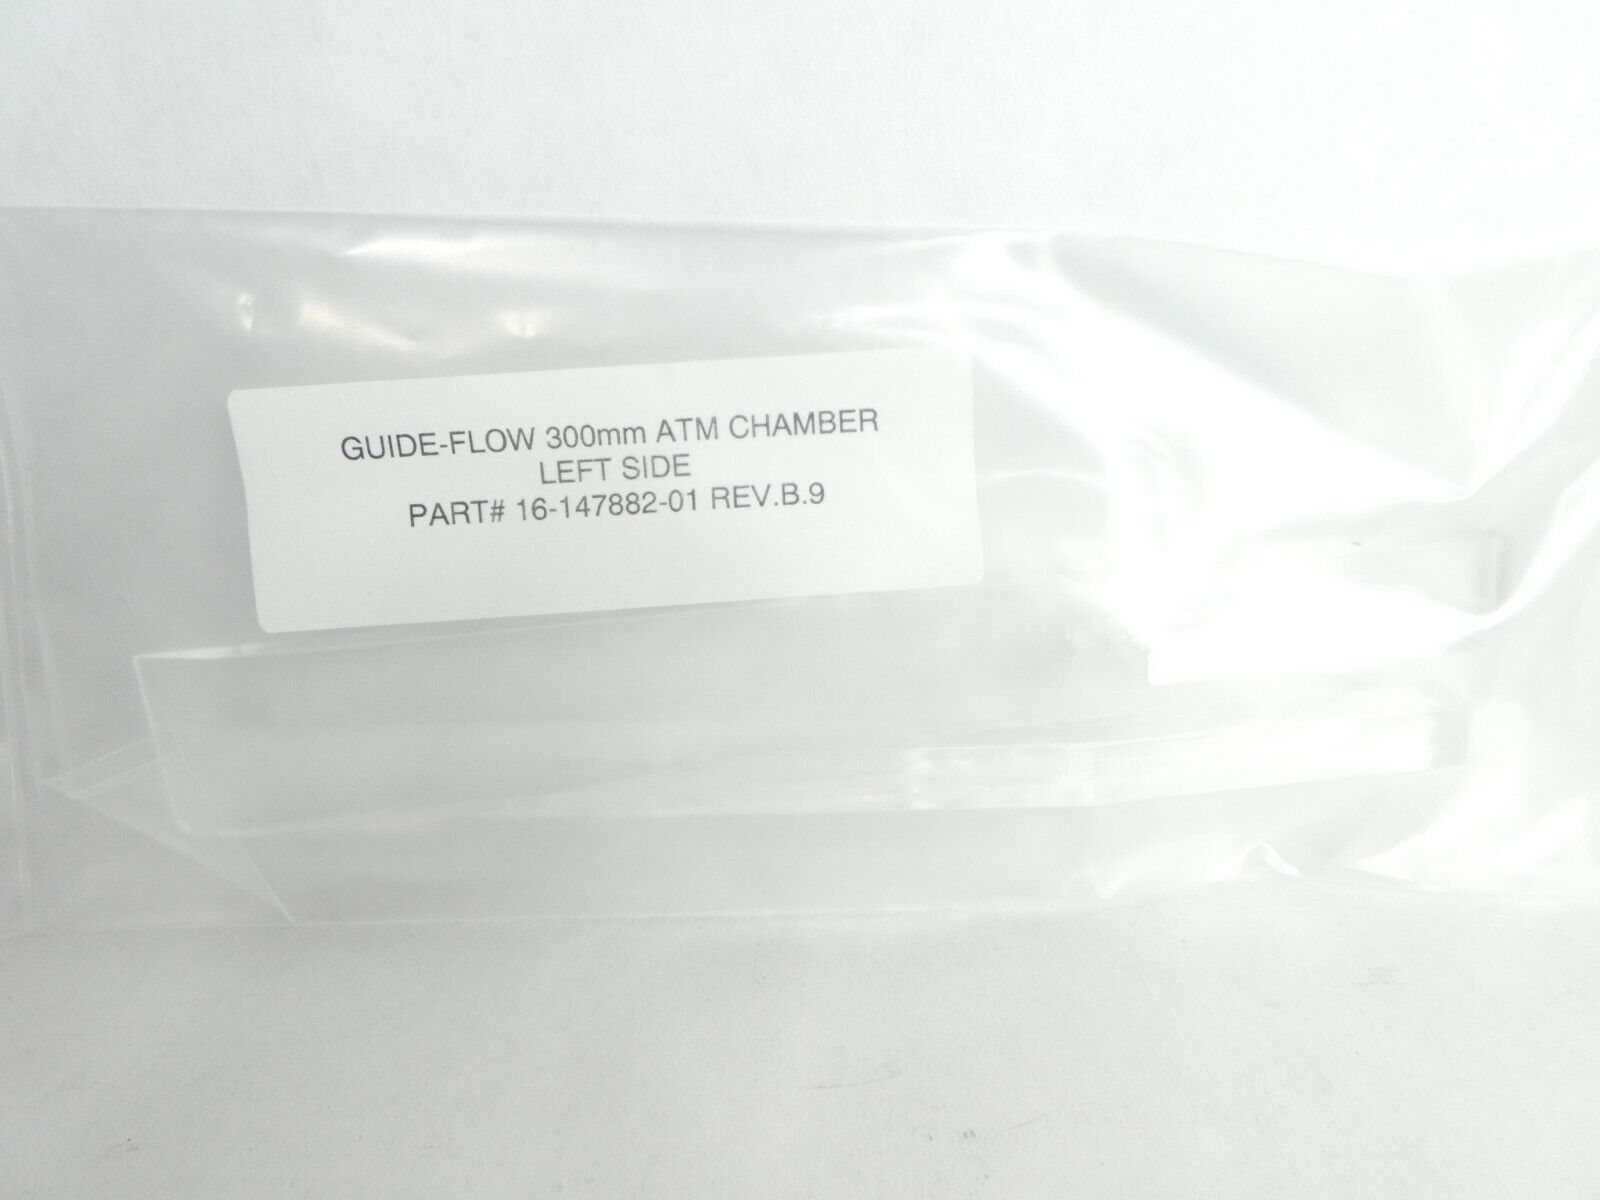 GUIDE-FLOW 300mm ATM CHAMBER
LEFT SIDE
PART# 16-147882-01 REV.B.9